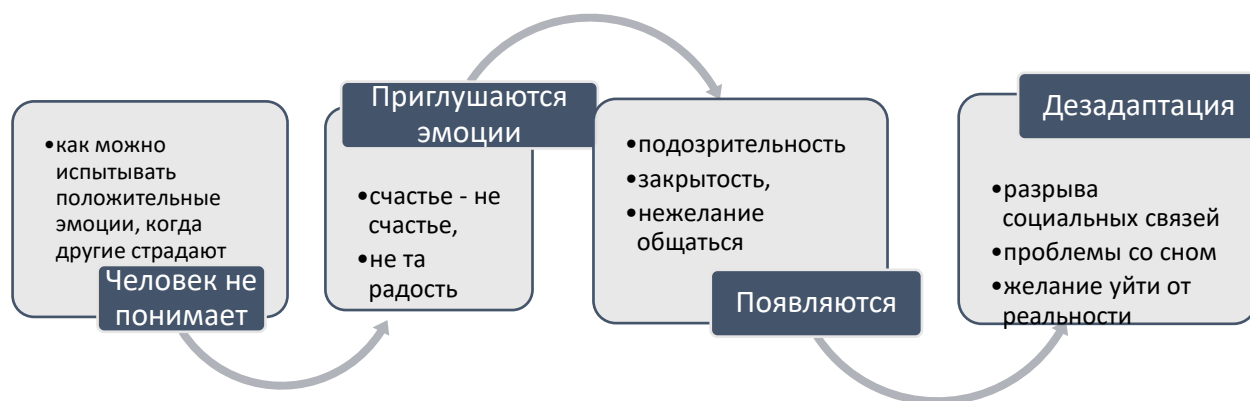 •как можно
испытывать
положительные
эмоции, когда
другие страдают
Человек не
понимает
Приглушаются
эмоции
•счастье - не
счастье,
•не та
радость
•подозрительность
•закрытость,
•нежелание
общаться
Появляются
Дезадаптация
•разрыва
социальных связей
•проблемы со сном
•желание уйти от
реальности